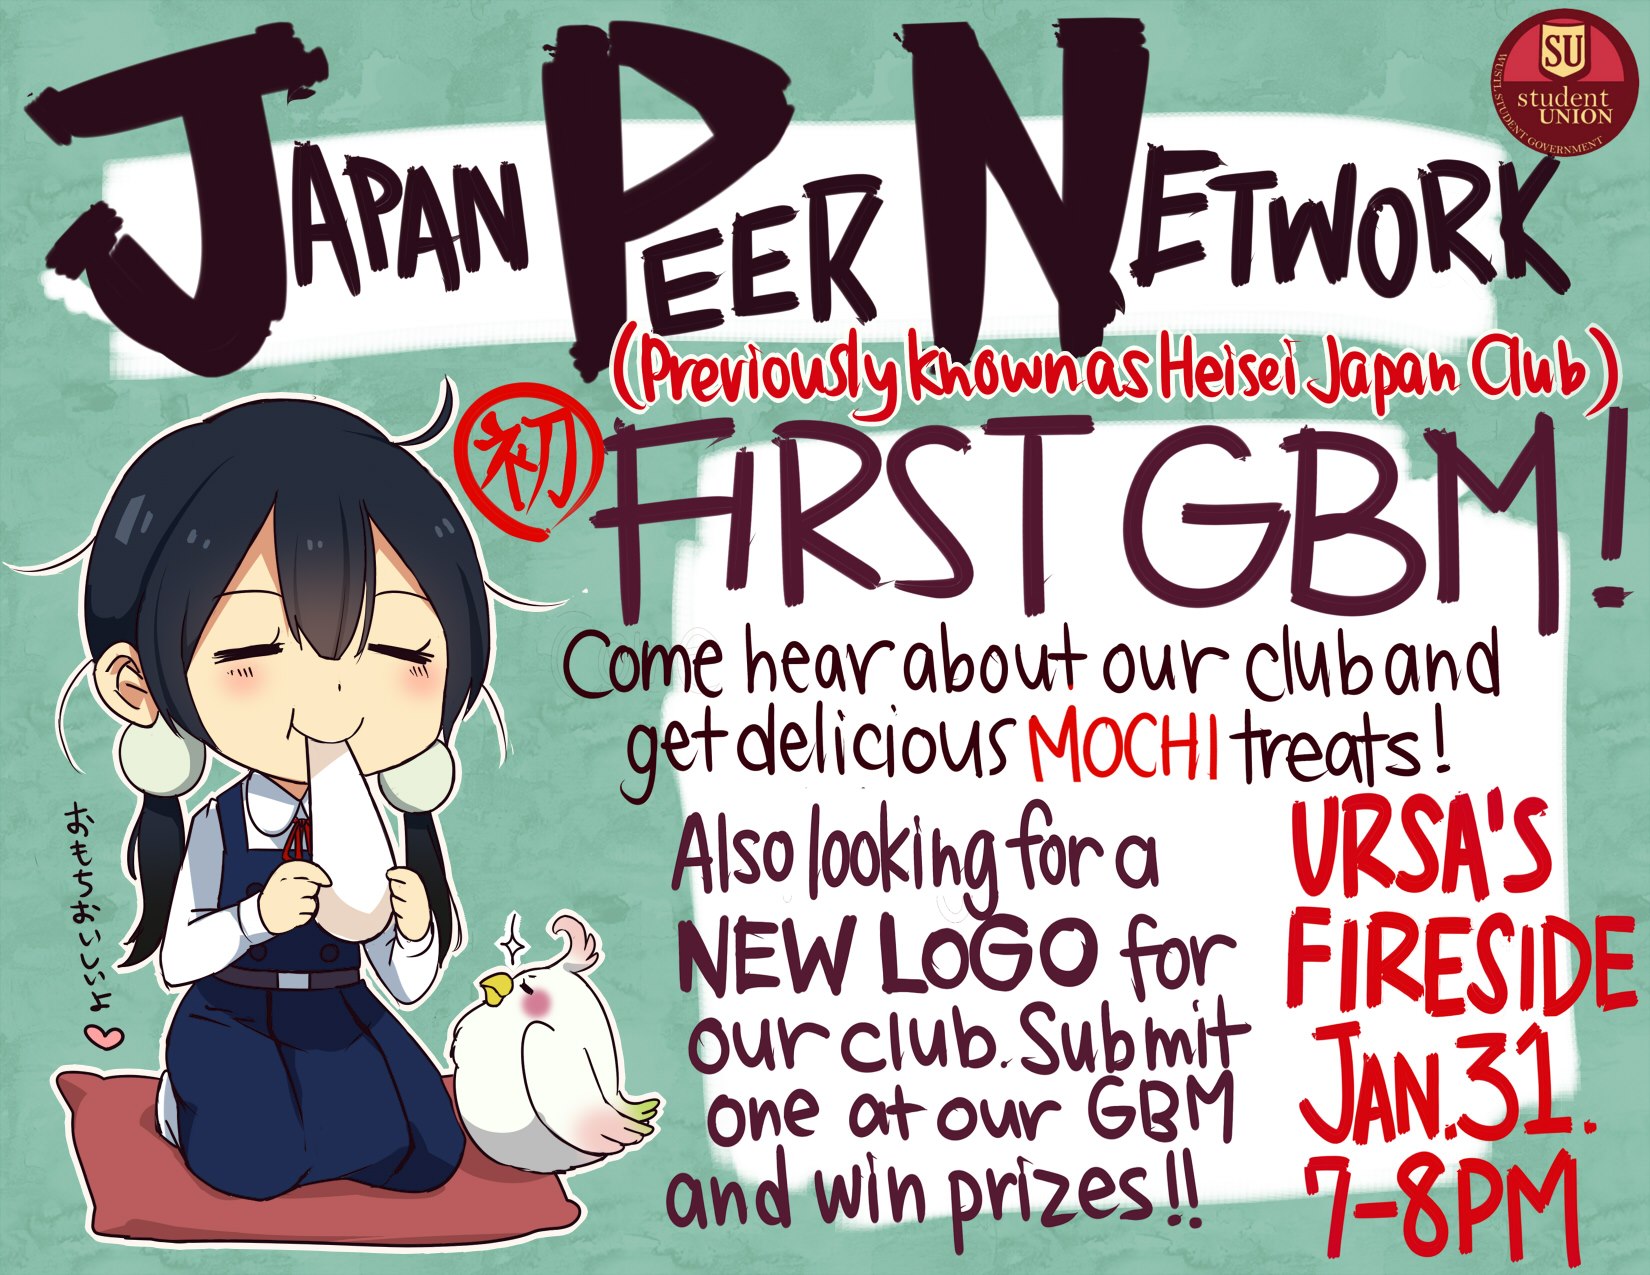 JAPAN PEER NETWORK
SU
student
UNION
WUSTL STUDENT GOVERNMENT
(Previously known as Heisei Japan Club)
初
FIRST GBM!
Come hear about our club and
get delicious MOCHI treats!
Also looking for a
NEW LOGO for
our club. Submit
one at our GBM
and win prizes!!
URSA'S
FIRESIDE
JAN.31.
7-8PM
おもちおいしいよ